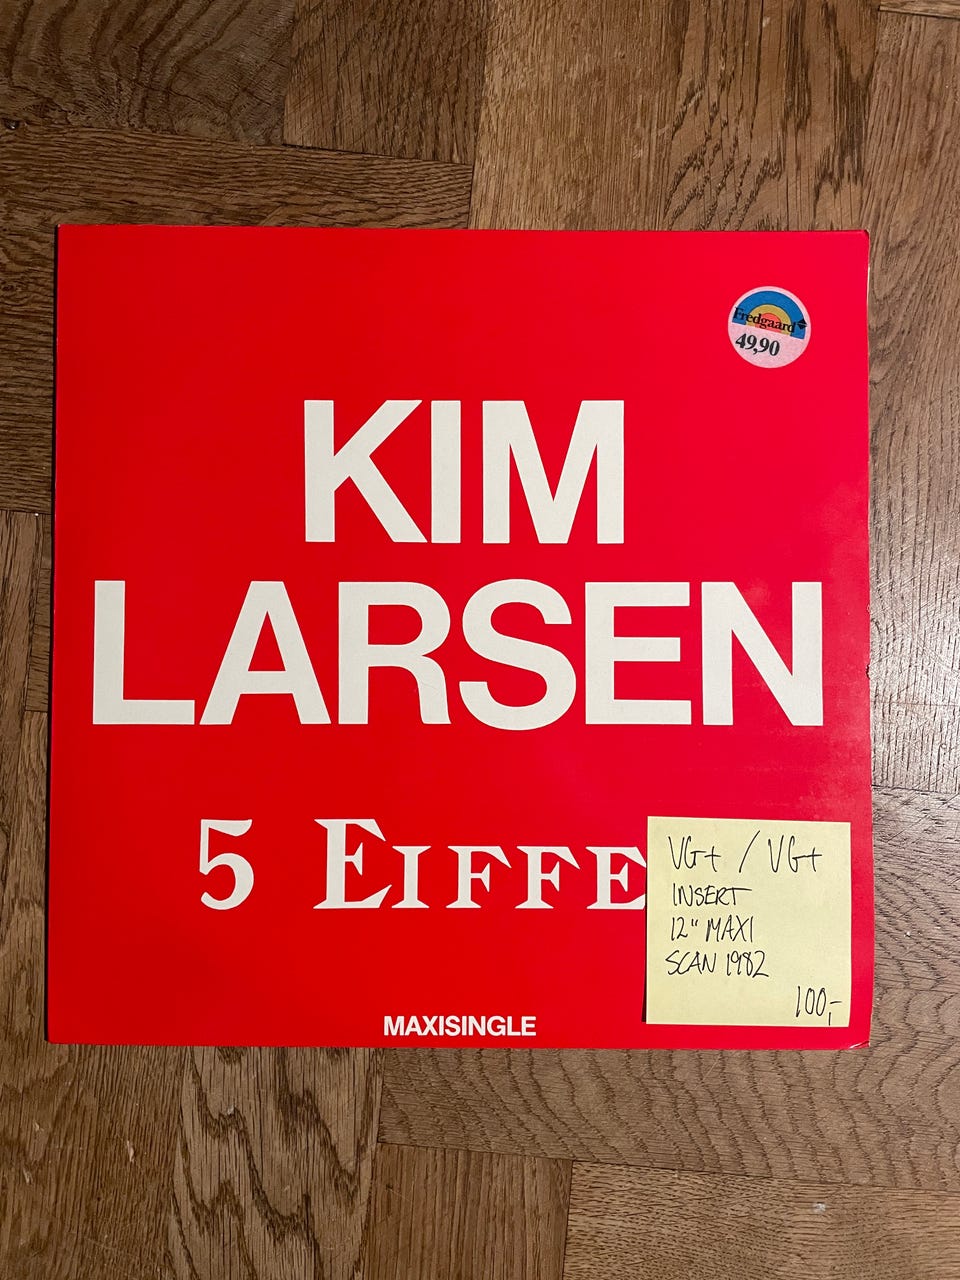 Fredgaard
49,90
KIM
LARSEN
5 EIFFE
VG+ / VG+
INSERT
12" MAXI
SCAN 1982
100,-
MAXISINGLE